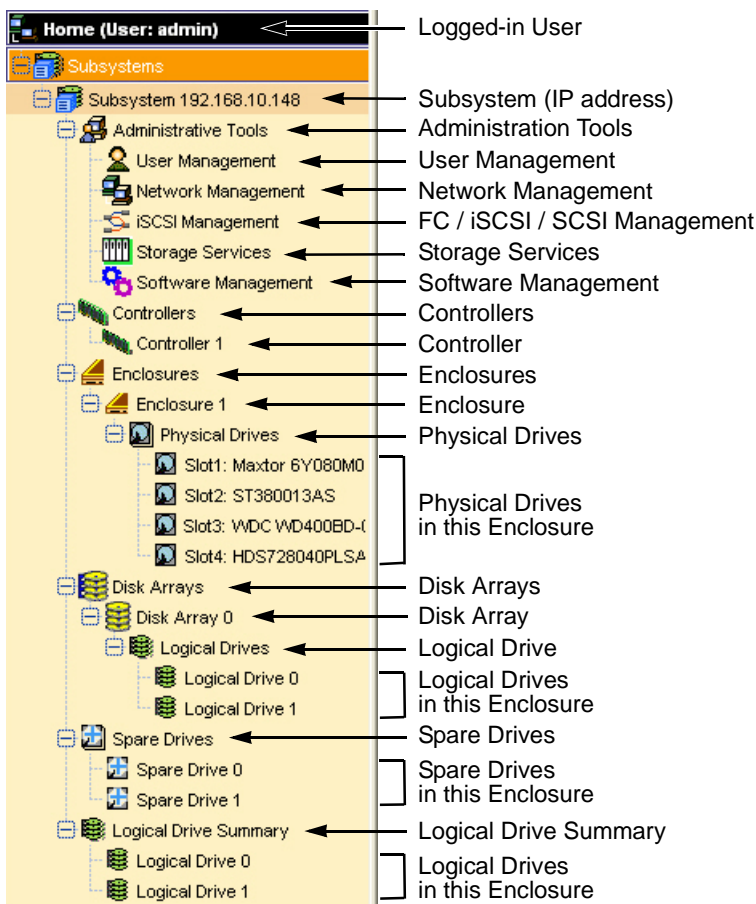 Home (User: admin) Logged-in User
Subsystems
Subsystem 192.168.10.148 Subsystem (IP address)
Administrative Tools Administration Tools
User Management User Management
Network Management Network Management
iSCSI Management FC / iSCSI / SCSI Management
Storage Services Storage Services
Software Management Software Management
Controllers Controllers
Controller 1 Controller
Enclosures Enclosures
Enclosure 1 Enclosure
Physical Drives Physical Drives
Slot1: Maxtor 6Y080M0
Slot2: ST380013AS
Slot3: WDC WD400BD-(
Slot4: HDS728040PLSA
Physical Drives
in this Enclosure
Disk Arrays Disk Arrays
Disk Array 0 Disk Array
Logical Drives Logical Drive
Logical Drive 0
Logical Drive 1
Logical Drives
in this Enclosure
Spare Drives Spare Drives
Spare Drive 0
Spare Drive 1
Spare Drives
in this Enclosure
Logical Drive Summary Logical Drive Summary
Logical Drive 0
Logical Drive 1
Logical Drives
in this Enclosure